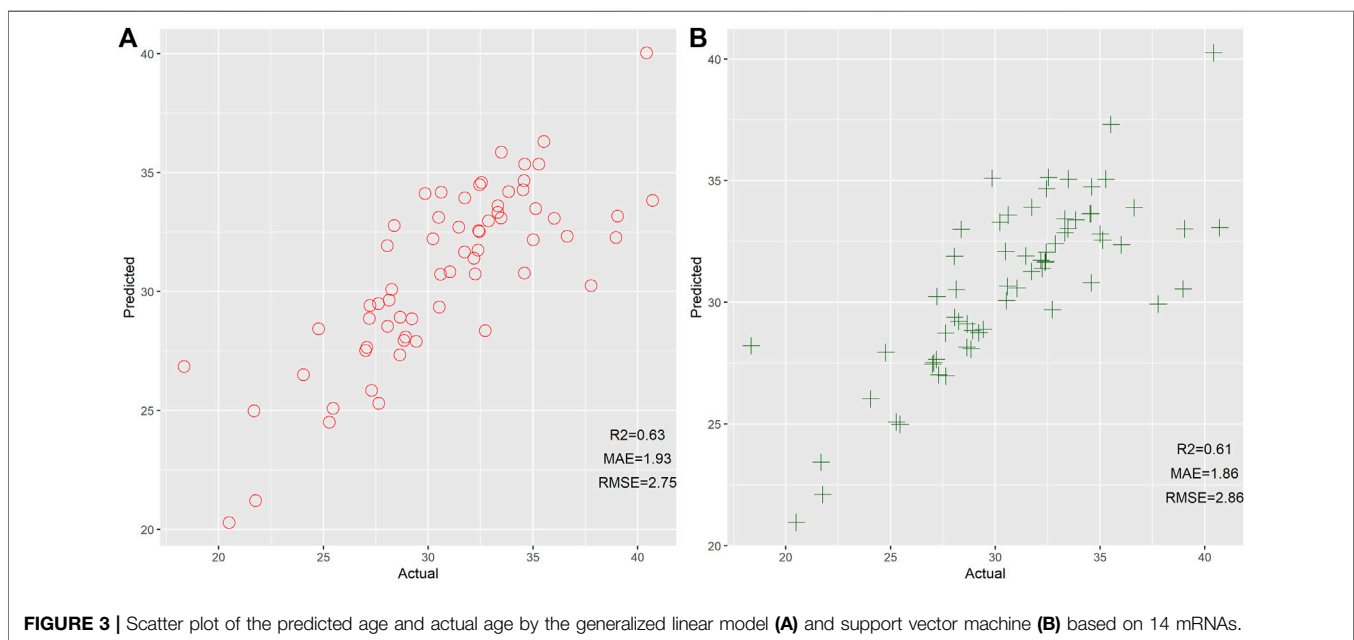 A
40
35
30
25
20
Predicted
20 25 30 35 40
Actual
R2=0.63
MAE=1.93
RMSE=2.75
B
40
35
30
25
20
Predicted
20 25 30 35 40
Actual
R2=0.61
MAE=1.86
RMSE=2.86
FIGURE 3 | Scatter plot of the predicted age and actual age by the generalized linear model (A) and support vector machine (B) based on 14 mRNAs.